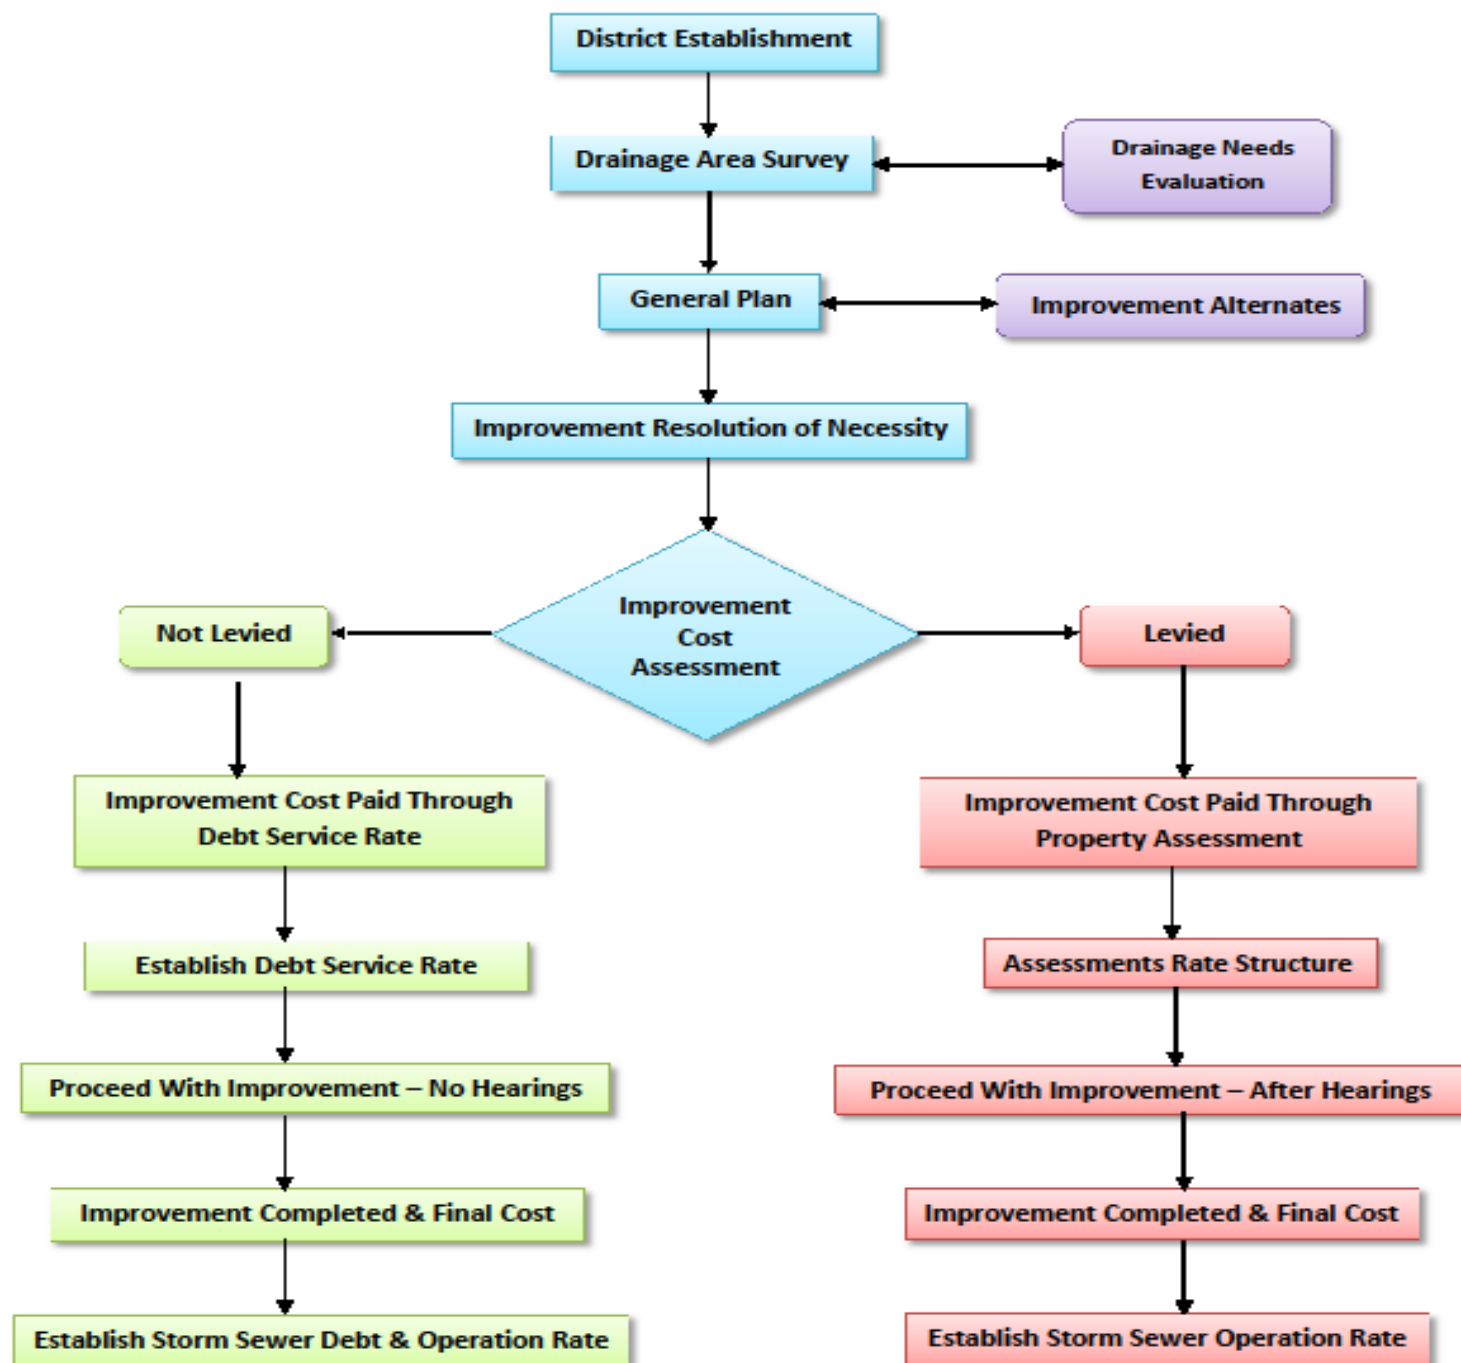 District Establishment
Drainage Area Survey
Drainage Needs
Evaluation
General Plan
Improvement Alternates
Improvement Resolution of Necessity
Improvement
Cost
Assessment
Not Levied
Levied
Improvement Cost Paid Through
Debt Service Rate
Improvement Cost Paid Through
Property Assessment
Establish Debt Service Rate
Assessments Rate Structure
Proceed With Improvement – No Hearings
Proceed With Improvement – After Hearings
Improvement Completed & Final Cost
Improvement Completed & Final Cost
Establish Storm Sewer Debt & Operation Rate
Establish Storm Sewer Operation Rate